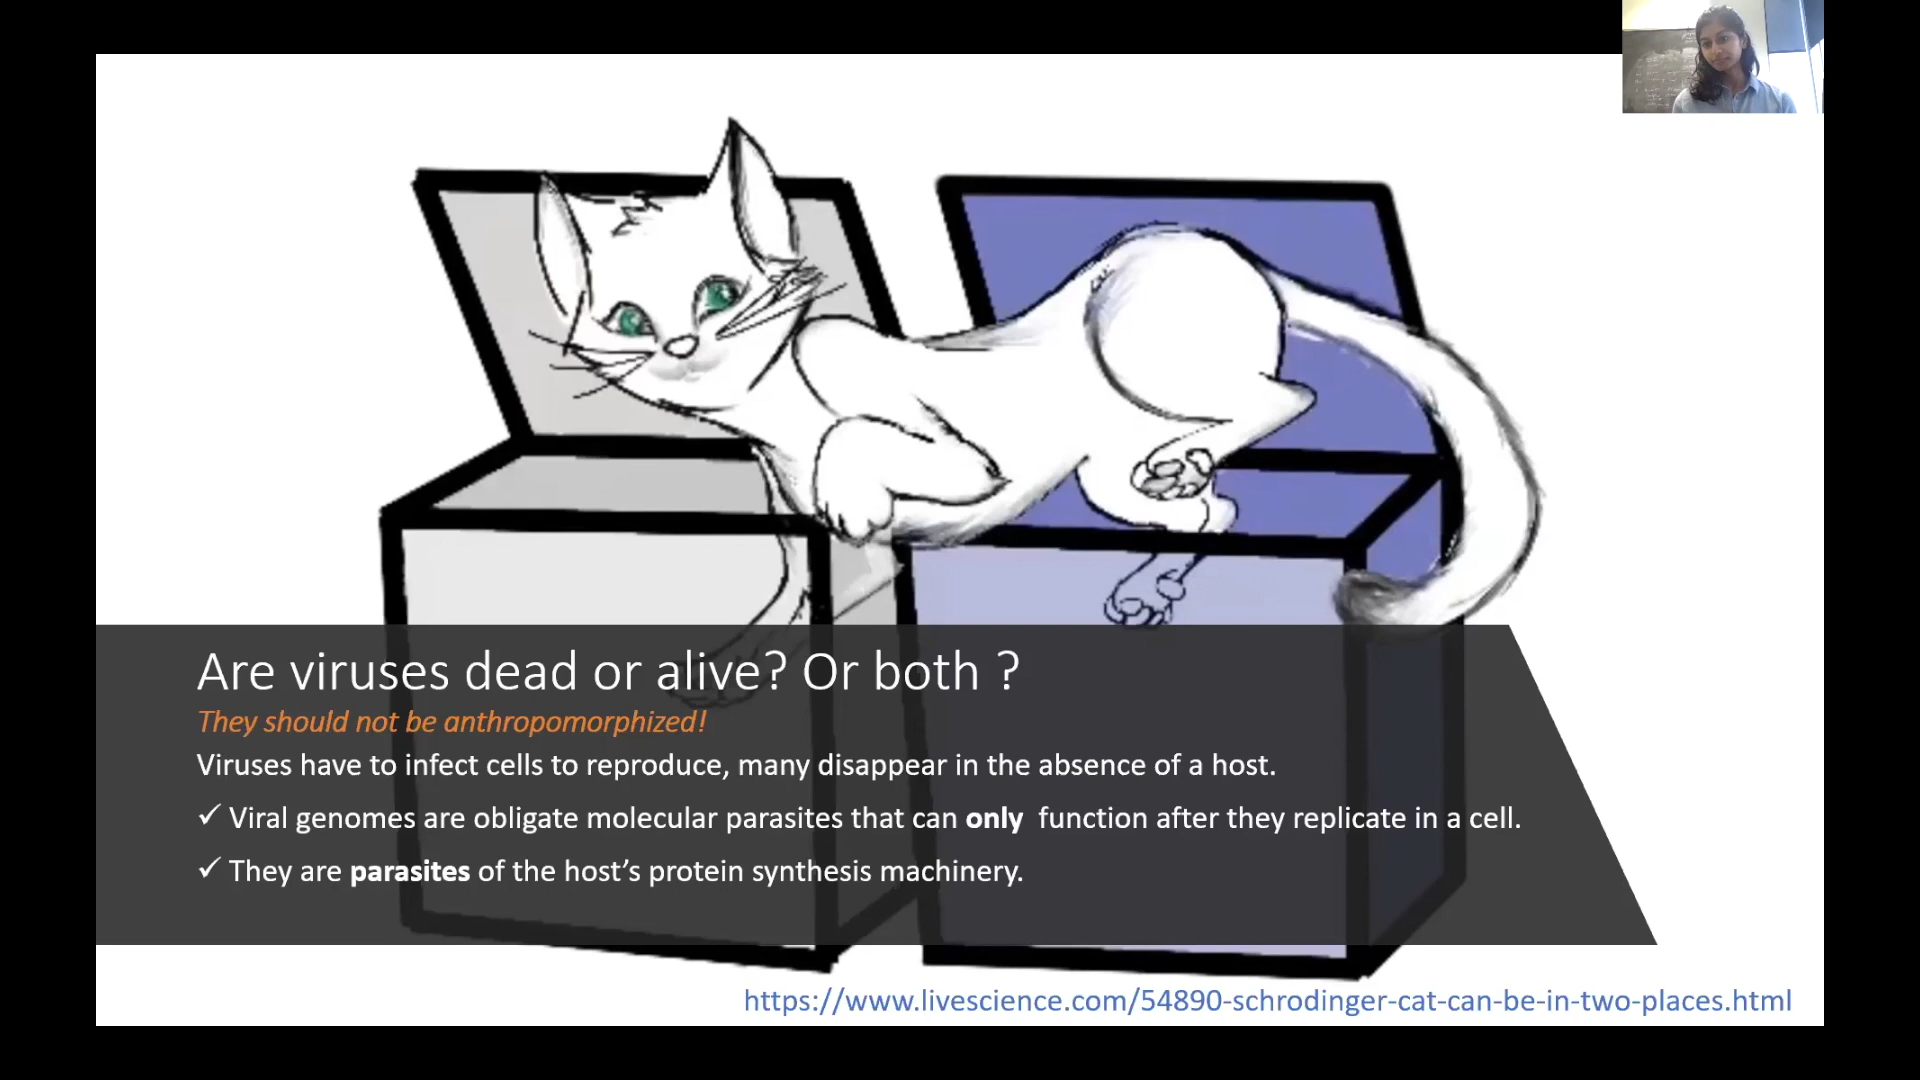 Are viruses dead or alive? Or both ?
They should not be anthropomorphized!
Viruses have to infect cells to reproduce, many disappear in the absence of a host.
✓ Viral genomes are obligate molecular parasites that can only function after they replicate in a cell.
✓ They are parasites of the host’s protein synthesis machinery.
https://www.livescience.com/54890-schrodinger-cat-can-be-in-two-places.html